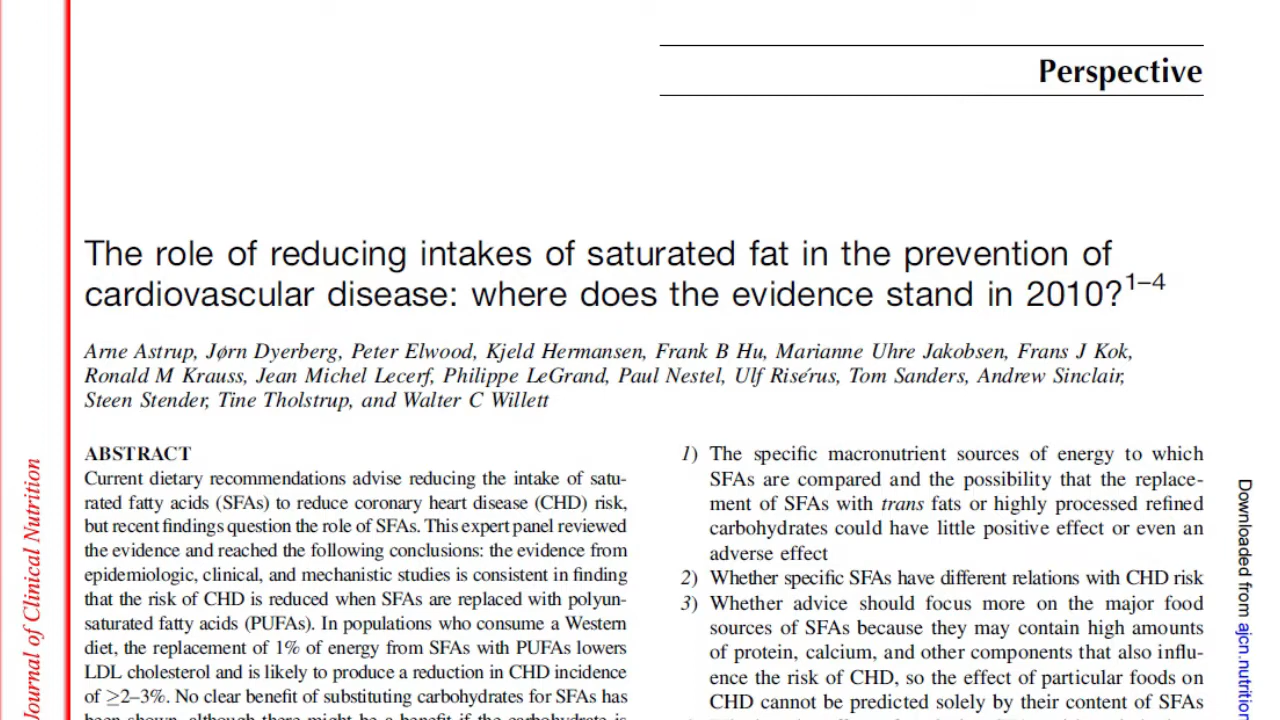 Perspective
The role of reducing intakes of saturated fat in the prevention of
cardiovascular disease: where does the evidence stand in 2010?1–4
Arne Astrup, Jørn Dyerberg, Peter Elwood, Kjeld Hermansen, Frank B Hu, Marianne Uhre Jakobsen, Frans J Kok,
Ronald M Krauss, Jean Michel Lecerf, Philippe LeGrand, Paul Nestel, Ulf Risérus, Tom Sanders, Andrew Sinclair,
Steen Stender, Tine Tholstrup, and Walter C Willett
ABSTRACT
Current dietary recommendations advise reducing the intake of satu-
rated fatty acids (SFAs) to reduce coronary heart disease (CHD) risk,
but recent findings question the role of SFAs. This expert panel reviewed
the evidence and reached the following conclusions: the evidence from
epidemiologic, clinical, and mechanistic studies is consistent in finding
that the risk of CHD is reduced when SFAs are replaced with polyun-
saturated fatty acids (PUFAs). In populations who consume a Western
diet, the replacement of 1% of energy from SFAs with PUFAs lowers
LDL cholesterol and is likely to produce a reduction in CHD incidence
of ≥2–3%. No clear benefit of substituting carbohydrates for SFAs has
been shown, although there might be a benefit if the carbohydrate is
1) The specific macronutrient sources of energy to which
SFAs are compared and the possibility that the replace-
ment of SFAs with trans fats or highly processed refined
carbohydrates could have little positive effect or even an
adverse effect
2) Whether specific SFAs have different relations with CHD risk
3) Whether advice should focus more on the major food
sources of SFAs because they may contain high amounts
of protein, calcium, and other components that also influ-
ence the risk of CHD, so the effect of particular foods on
CHD cannot be predicted solely by their content of SFAs
Journal of Clinical Nutrition
Downloaded from ajcn.nutrition